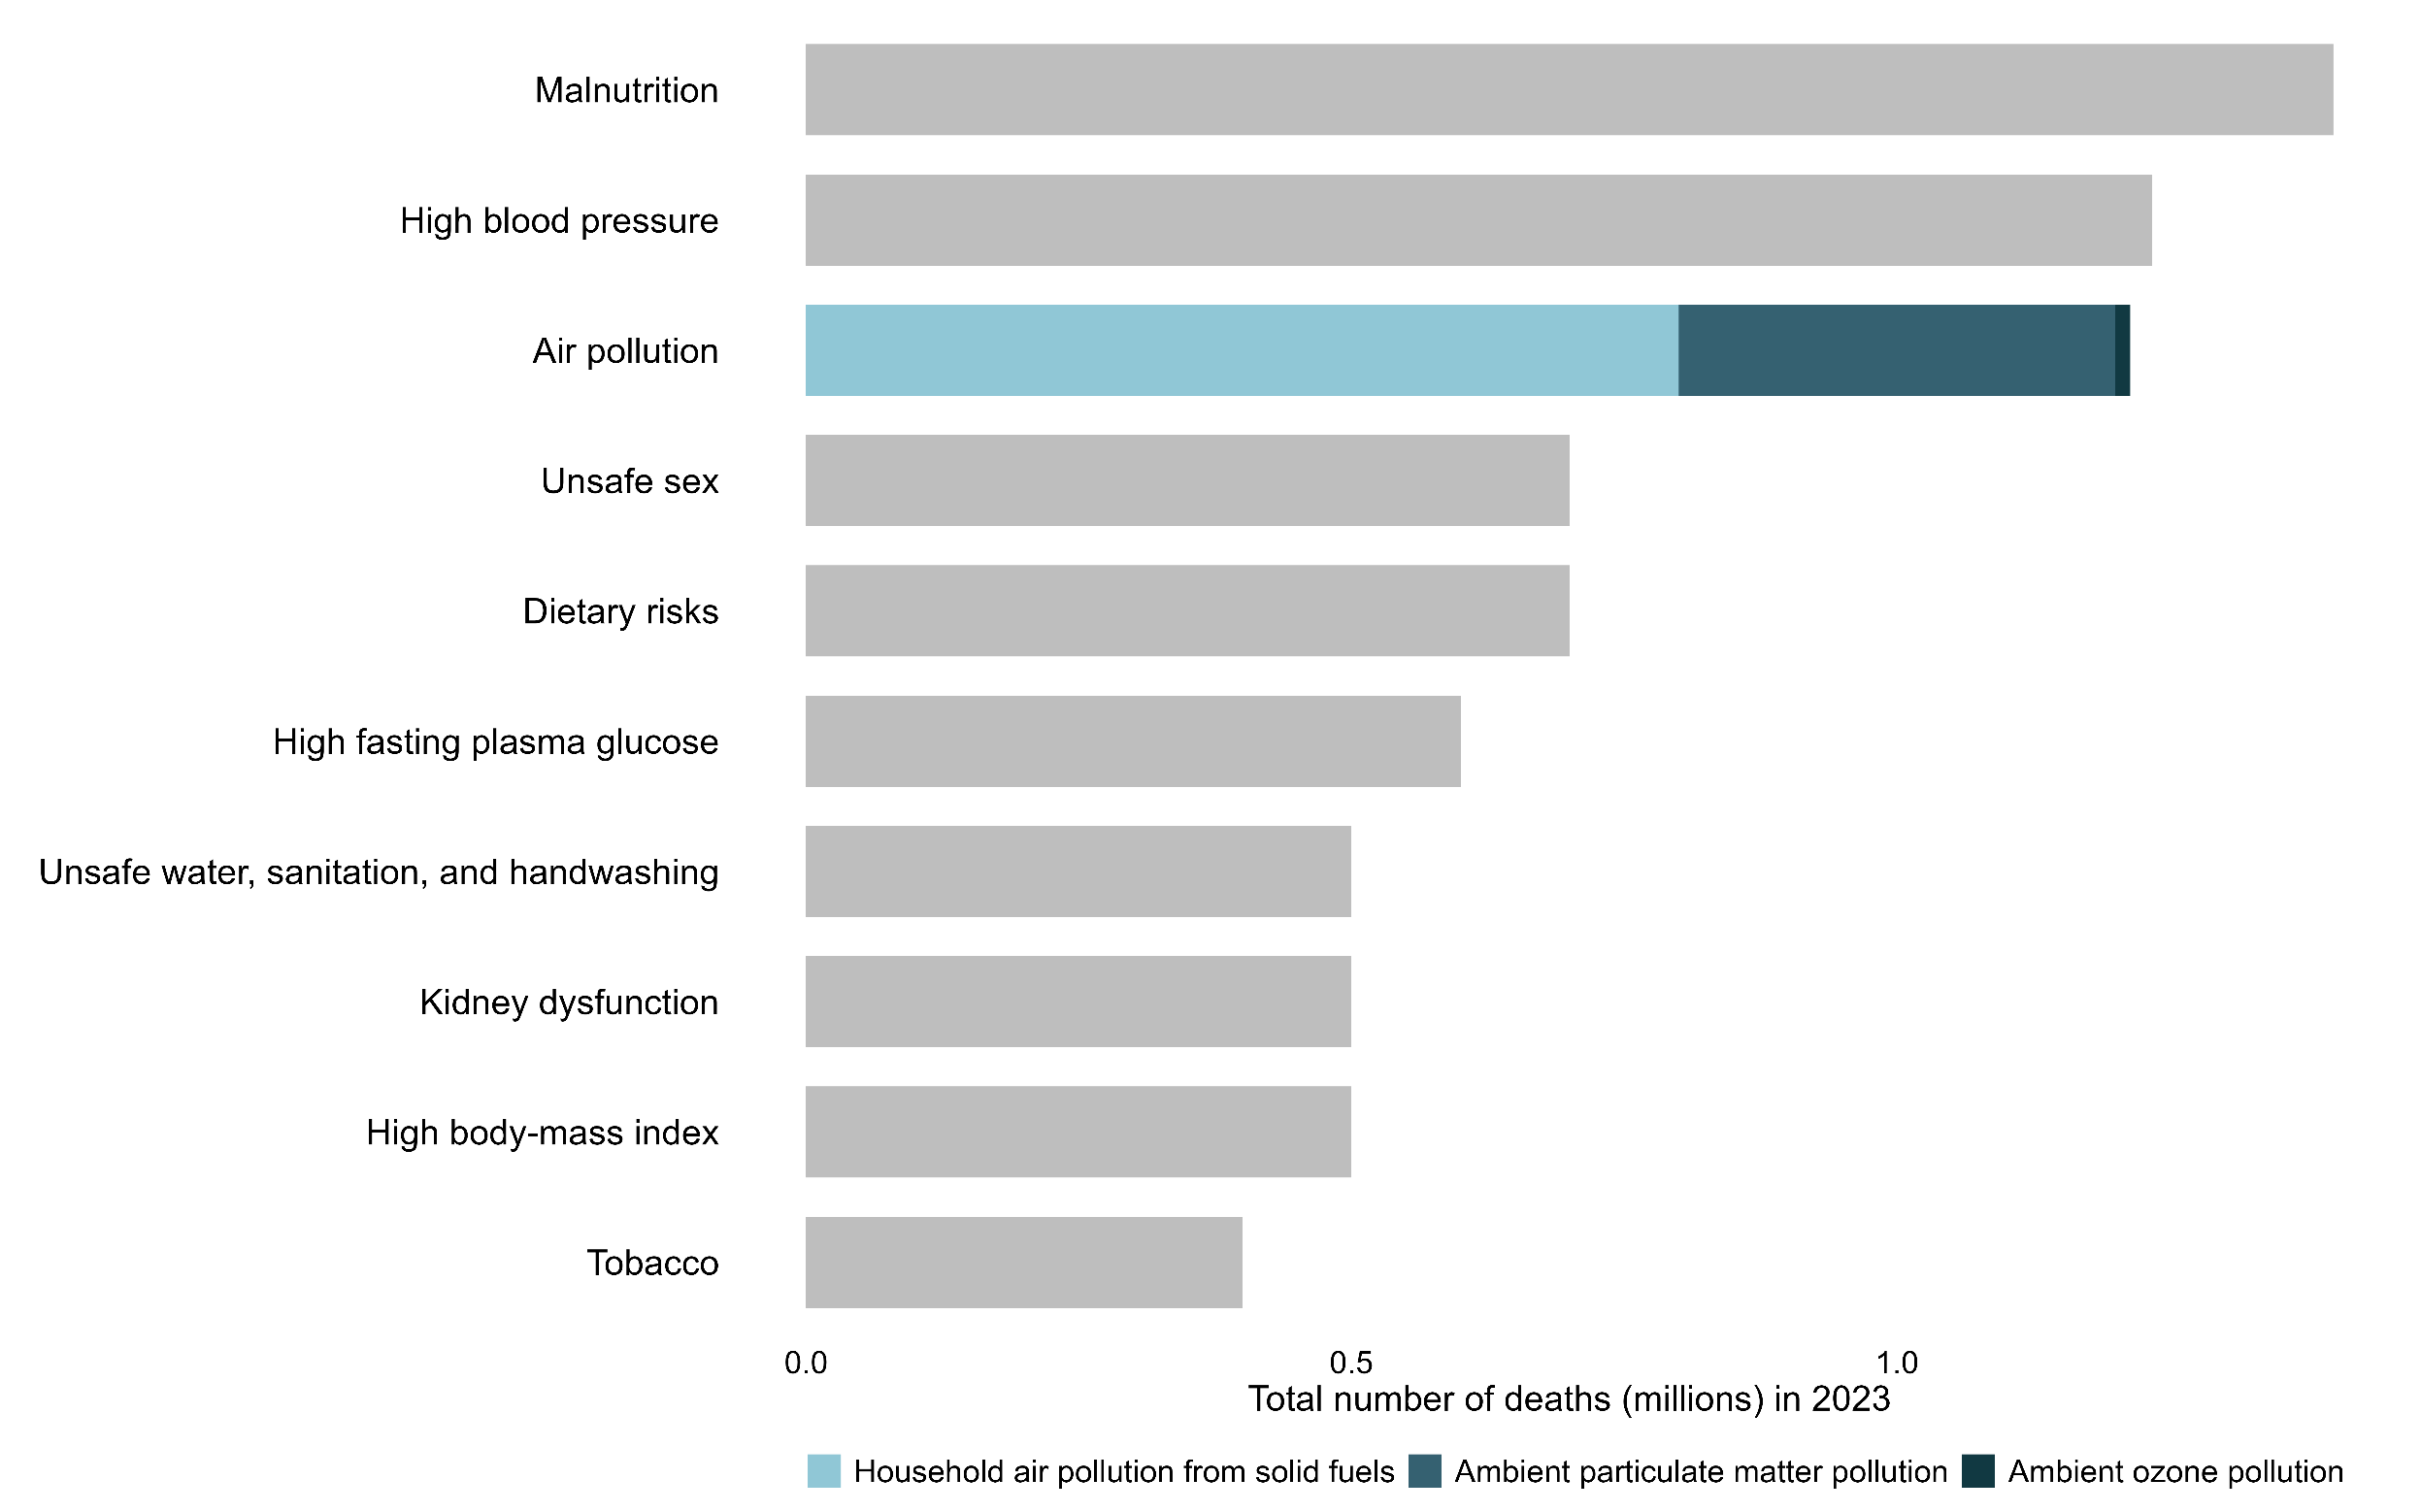 Malnutrition
High blood pressure
Air pollution
Unsafe sex
Dietary risks
High fasting plasma glucose
Unsafe water, sanitation, and handwashing
Kidney dysfunction
High body-mass index
Tobacco
0.0 0.5 1.0
Total number of deaths (millions) in 2023
Household air pollution from solid fuels Ambient particulate matter pollution Ambient ozone pollution